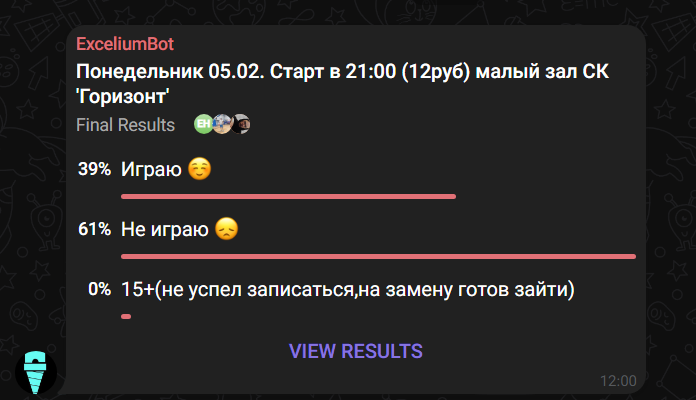 ExceliumBot
Понедельник 05.02. Старт в 21:00 (12руб) малый зал СК
'Горизонт'
Final Results EH
39% Играю ☺️
61% Не играю 😞
0% 15+(не успел записаться,на замену готов зайти)
VIEW RESULTS
12:00